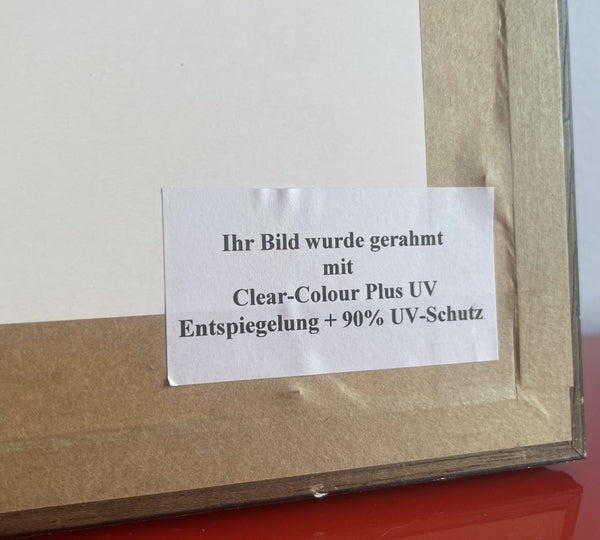 Ihr Bild wurde gerahmt
mit
Clear-Colour Plus UV
Entspiegelung + 90% UV-Schutz